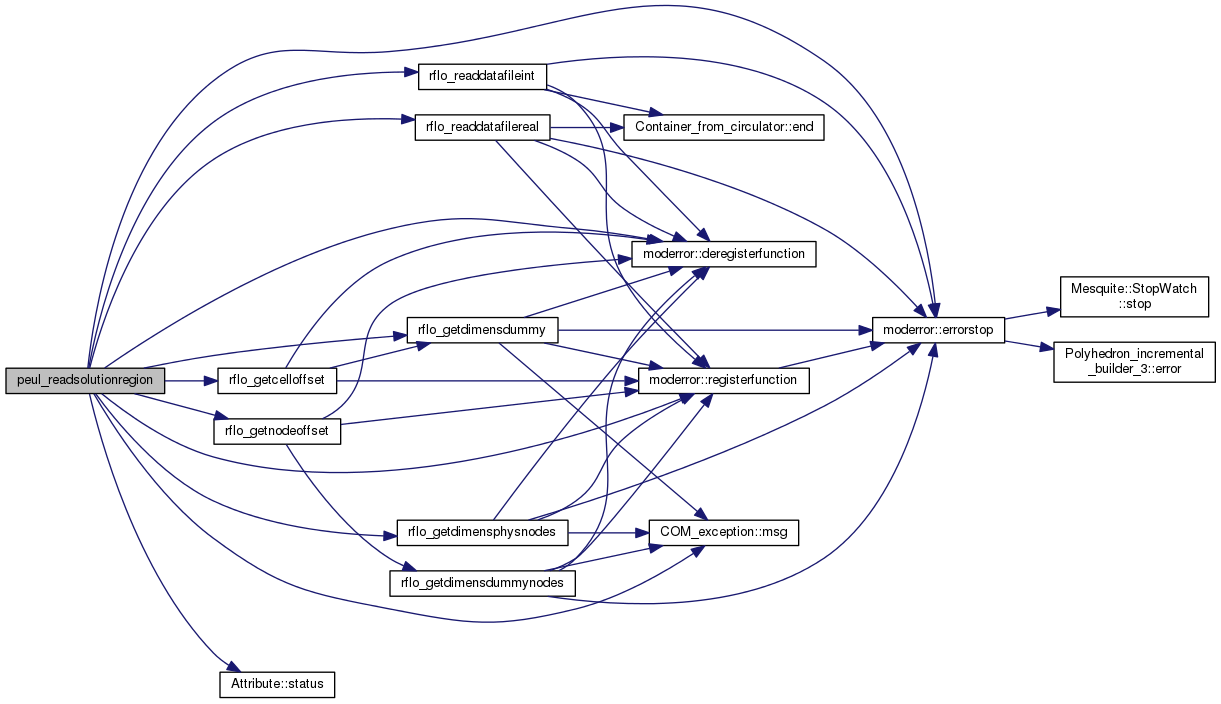 rflo_readdatafileint
rflo_readdatafilereal
Container_from_circulator::end
moderror::deregisterfunction
Mesquite::StopWatch
::stop
rflo_getdimensdummy
moderror::errorstop
Polyhedron_incremental
_builder_3::error
peul_readsolutionregion
rflo_getcelloffset
moderror::registerfunction
rflo_getnodeoffset
rflo_getdimensphysnodes
COM_exception::msg
rflo_getdimensdummynodes
Attribute::status